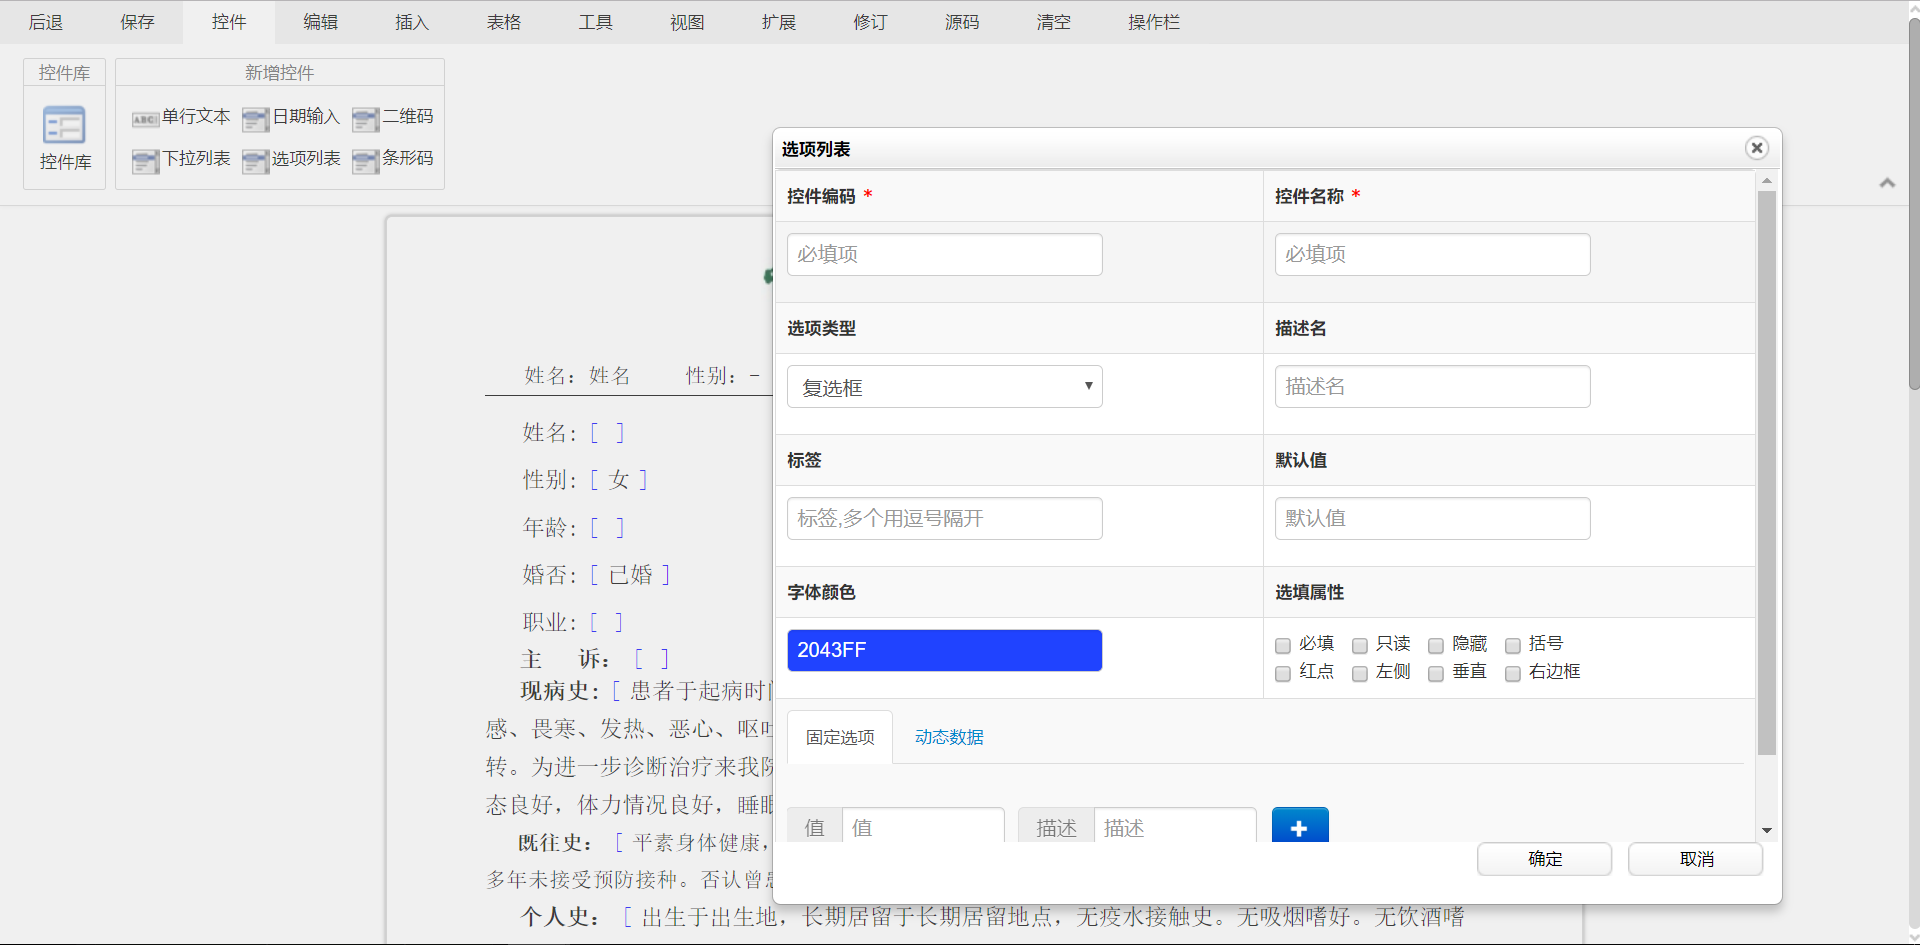 后退 保存 控件 编辑 插入 表格 工具 视图 扩展 修订 源码 清空 操作栏
控件库 新增控件
ABC 单行文本 日期输入 二维码
控件库 下拉列表 选项列表 条形码
姓名：姓名 性别：-
姓名：[ ]
性别：[ 女 ]
年龄：[ ]
婚否：[ 已婚 ]
职业：[ ]
主 诉：[ ]
现病史：[ 患者于起病时
感、畏寒、发热、恶心、呕
转。为进一步诊断治疗来我院
态良好，体力情况良好，睡眠
既往史：[ 平素身体健康，
多年未接受预防接种。否认曾
个人史：[ 出生于出生地，长期居留于长期居留地点，无疫水接触史。无吸烟嗜好。无饮酒嗜
选项列表
控件编码 * 控件名称 *
必填项 必填项
选项类型 描述名
复选框 描述名
标签 默认值
标签,多个用逗号隔开 默认值
字体颜色 选填属性
2043FF
必填 只读 隐藏 括号
红点 左侧 垂直 右边框
固定选项 动态数据
值 值 描述 描述 +
确定 取消